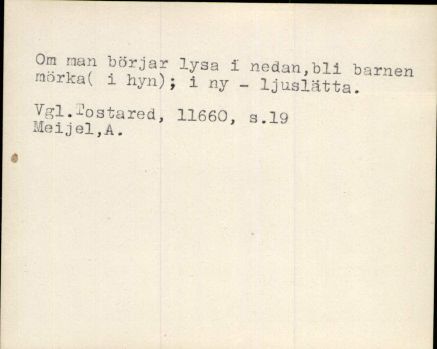 Om man börjar lysa i nedan,bli barnen
mörka( i hyn); i ny - ljuslätta.
Vgl.Tostared, 11660, s.19
Meijel,A.